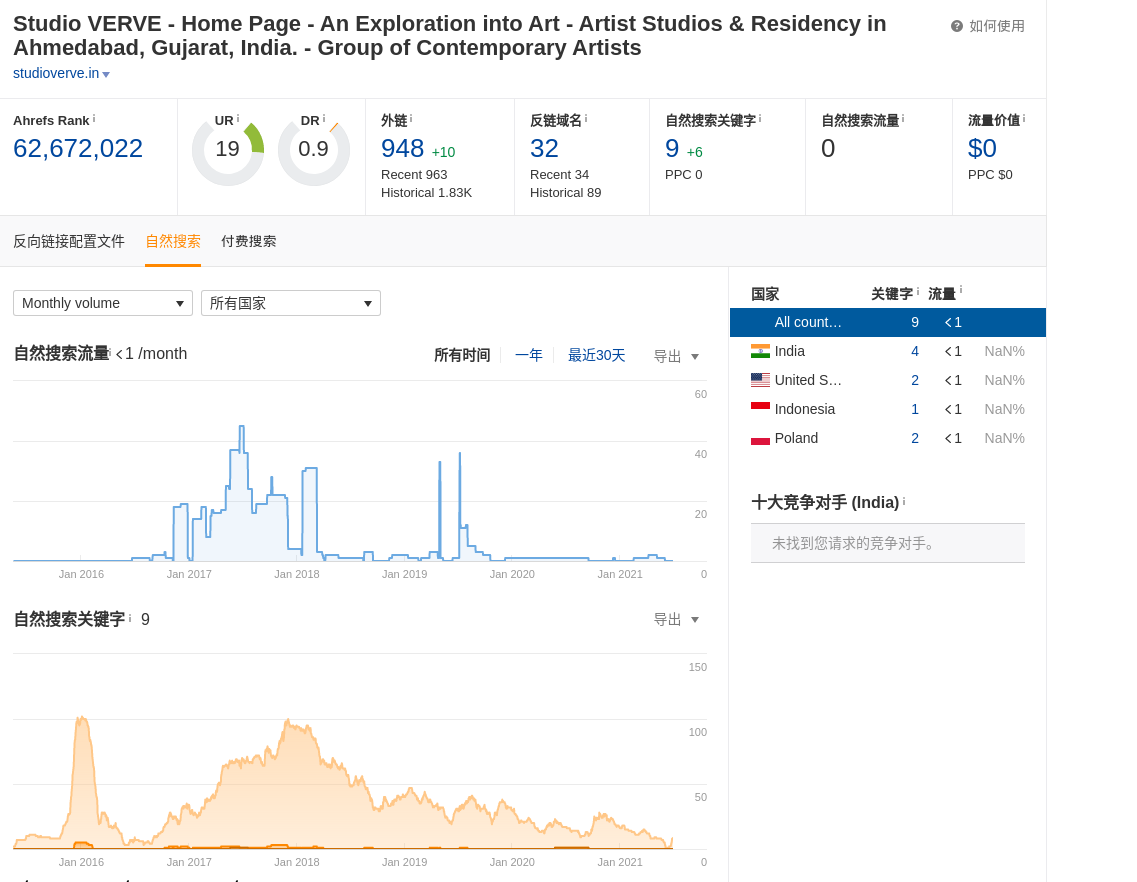 Studio VERVE - Home Page - An Exploration into Art - Artist Studios & Residency in
Ahmedabad, Gujarat, India. - Group of Contemporary Artists
如何使用
studioverve.in
Ahrefs Rank
62,672,022
UR
19
DR
0.9
外链
948 +10
Recent 963
Historical 1.83K
反链域名
32
Recent 34
Historical 89
自然搜索关键字
9 +6
PPC 0
自然搜索流量
0
流量价值
$0
PPC $0
反向链接配置文件 自然搜索 付费搜索
Monthly volume 所有国家
自然搜索流量 <1 /month
所有时间 一年 最近30天 导出
60
40
20
0
Jan 2016 Jan 2017 Jan 2018 Jan 2019 Jan 2020 Jan 2021
自然搜索关键字 9
导出
150
100
50
0
Jan 2016 Jan 2017 Jan 2018 Jan 2019 Jan 2020 Jan 2021
国家 关键字 流量
All count… 9 <1
India 4 <1 NaN%
United S… 2 <1 NaN%
Indonesia 1 <1 NaN%
Poland 2 <1 NaN%
十大竞争对手 (India)
未找到您请求的竞争对手。